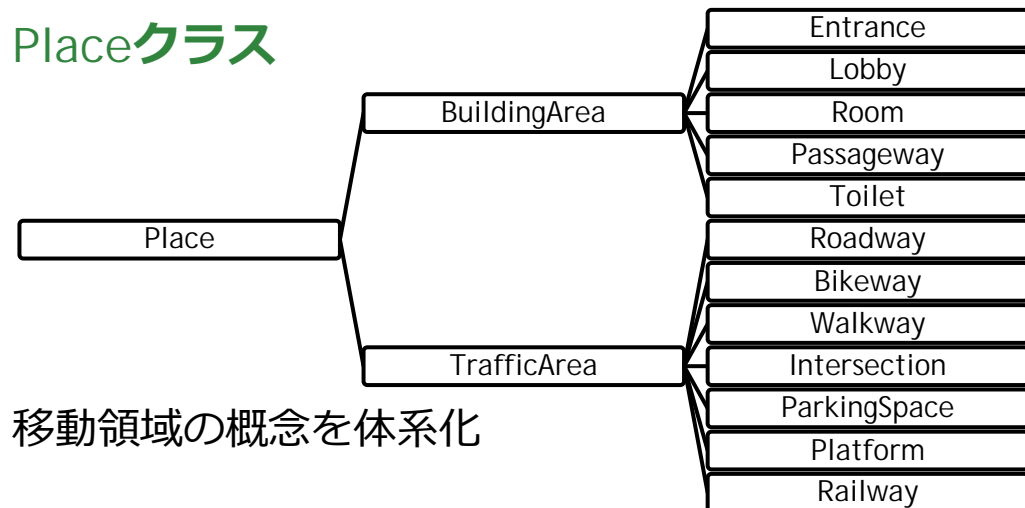 Placeクラス
Place
BuildingArea
Entrance
Lobby
Room
Passageway
Toilet
TrafficArea
Roadway
Bikeway
Walkway
Intersection
ParkingSpace
Platform
Railway
移動領域の概念を体系化